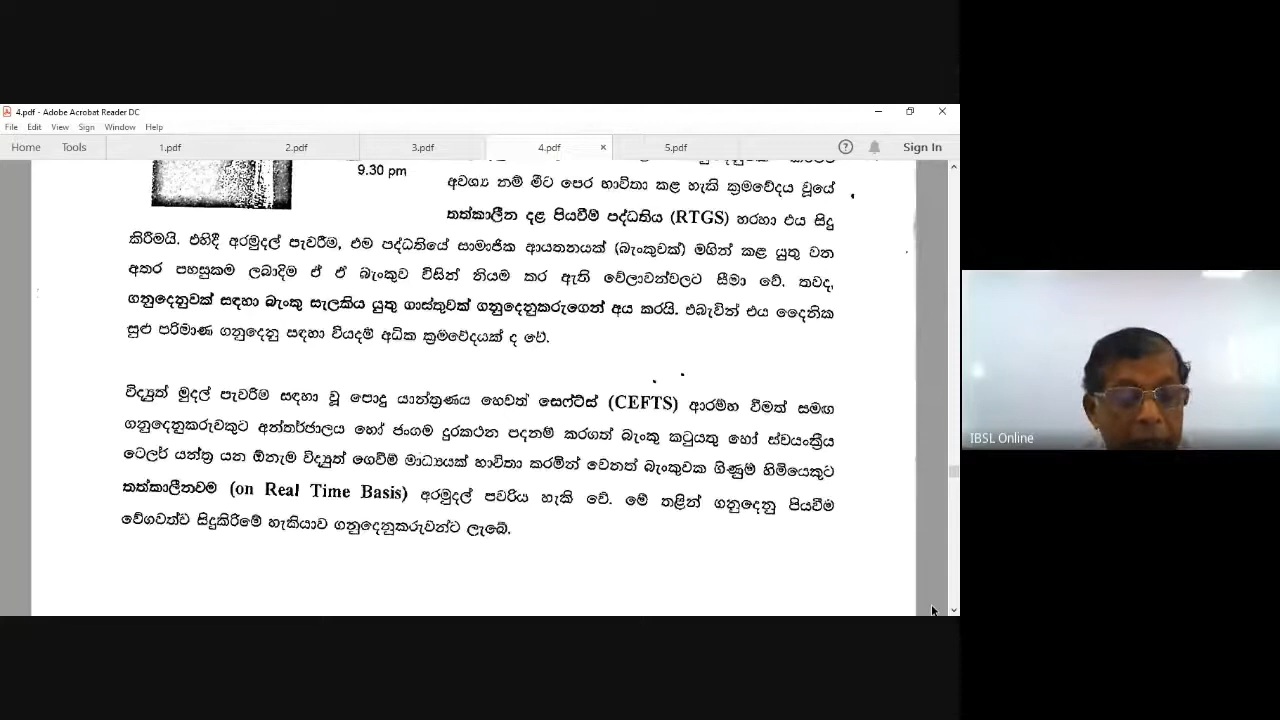 4.pdf - Adobe Acrobat Reader DC
File Edit View Sign Window Help
Home Tools 1.pdf 2.pdf 3.pdf 4.pdf × 5.pdf Sign In
9.30 pm
අවශ්‍ය නම් මීට පෙර භාවිතා කළ හැකි ක්‍රමවේදය වූයේ
තත්කාලීන දළ පියවීම් පද්ධතිය (RTGS) හරහා එය සිදු
කිරීමයි. එහිදී අරමුදල් පැවරීම, එම පද්ධතියේ සාමාජික ආයතනයක් (බැංකුවක්) මගින් කළ යුතු වන
අතර පහසුකම ලබාදීම ඒ ඒ බැංකුව විසින් නියම කර ඇති වේලාවන්වලට සීමා වේ. තවද,
ගනුදෙනුවක් සඳහා බැංකු සැලකිය යුතු ගාස්තුවක් ගනුදෙනුකරුගෙන් අය කරයි. එබැවින් එය දෛනික
සුළු පරිමාණ ගනුදෙනු සඳහා වියදම් අධික ක්‍රමවේදයක් ද වේ.
විද්‍යුත් මුදල් පැවරීම් සඳහා වූ පොදු යාන්ත්‍රණය හෙවත් සෙෆ්ට්ස් (CEFTS) ආරම්භ වීමත් සමඟ
ගනුදෙනුකරුවකුට අන්තර්ජාලය හෝ ජංගම දුරකථන පදනම් කරගත් බැංකු කටුයතු හෝ ස්වයංක්‍රීය
ටෙලර් යන්ත්‍ර යන ඕනෑම විද්‍යුත් ගෙවීම් මාධ්‍යයක් භාවිතා කරමින් වෙනත් බැංකුවක ගිණුම් හිමියෙකුට
තත්කාලීනවම (on Real Time Basis) අරමුදල් පවරිය හැකි වේ. මේ තළින් ගනුදෙනු පියවීම්
වේගවත්ව සිදුකිරීමේ හැකියාව ගනුදෙනුකරුවන්ට ලැබේ.
IBSL Online